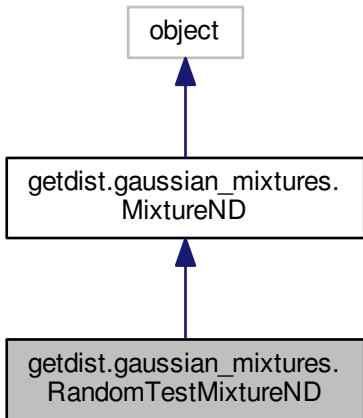 object
getdist.gaussian_mixtures.
MixtureND
getdist.gaussian_mixtures.
RandomTestMixtureND